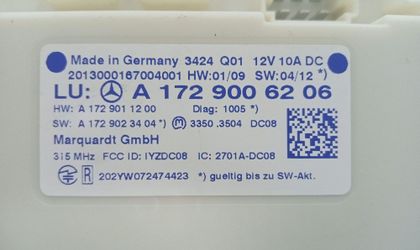 Made in Germany 3424 Q01 12V 10A DC
2013000167004001 HW:01/09 SW:04/12 *)
LU: A 172 900 62 06
HW: A 172 901 12 00 Diag: 1005 *)
SW: A 172 902 34 04 *) M 3350 .3504 DC08
Marquardt GmbH
315 MHz FCC ID: IYZDC08 IC: 2701A-DC08
R 202YW072474423 *) gueltig bis zu SW-Akt.